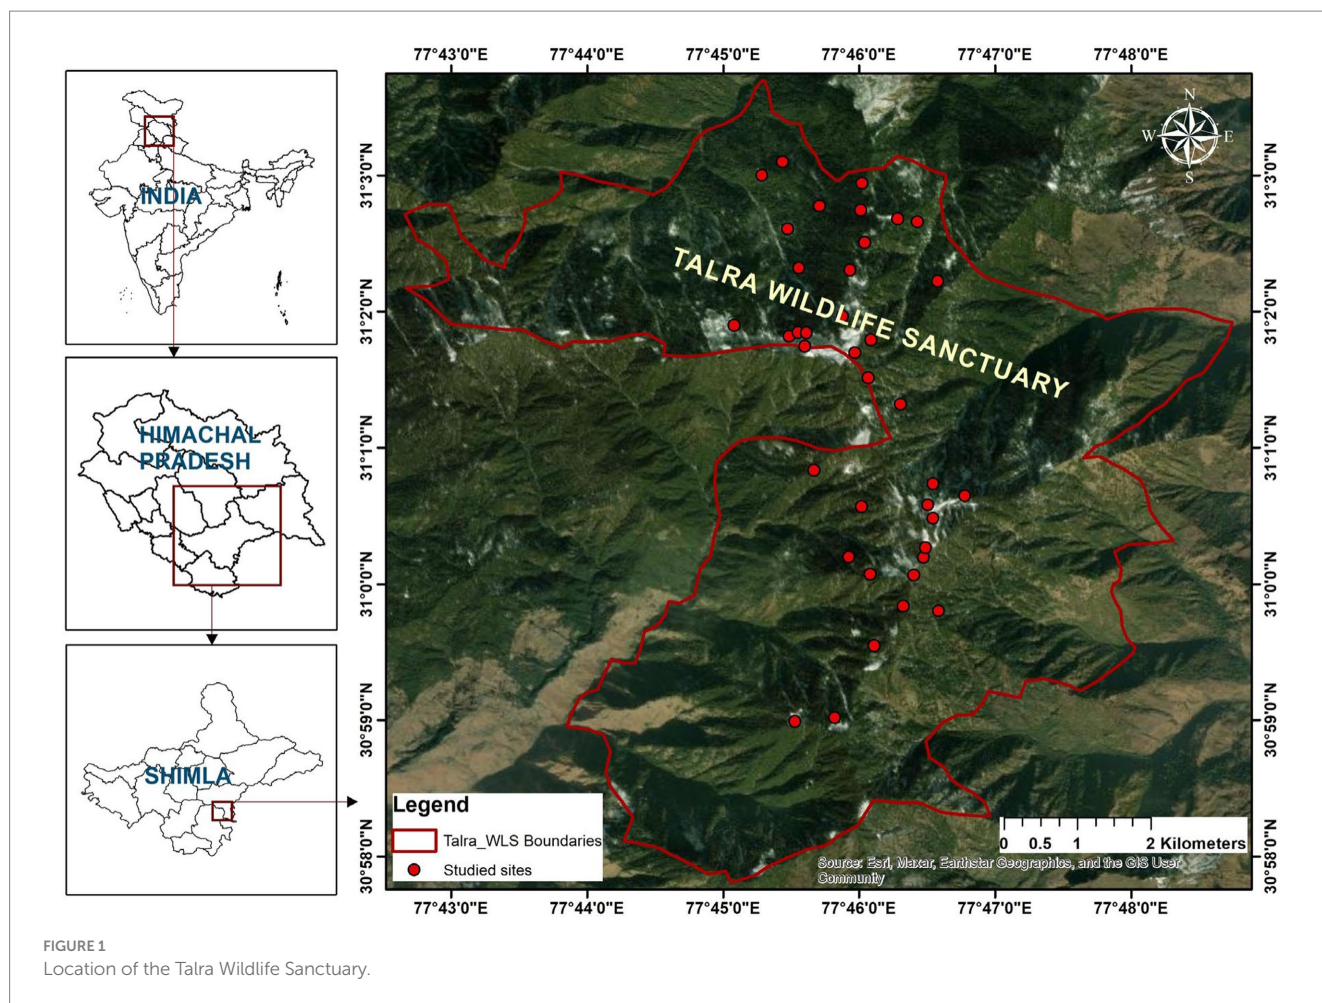 77°43'0"E
77°44'0"E
77°45'0"E
77°46'0"E
77°47'0"E
77°48'0"E
INDIA
HIMACHAL
PRADESH
SHIMLA
31°3'0"N
31°2'0"N
31°1'0"N
31°0'0"N
30°59'0"N
30°58'0"N
N
W
E
S
TALRA WILDLIFE SANCTUARY
31°3'0"N
31°2'0"N
31°1'0"N
31°0'0"N
30°59'0"N
30°58'0"N
Legend
Talra_WLS Boundaries
Studied sites
0 0.5 1 2 Kilometers
Source: Esri, Maxar, Earthstar Geographics, and the GIS User
Community
77°43'0"E
77°44'0"E
77°45'0"E
77°46'0"E
77°47'0"E
77°48'0"E
FIGURE 1
Location of the Talra Wildlife Sanctuary.